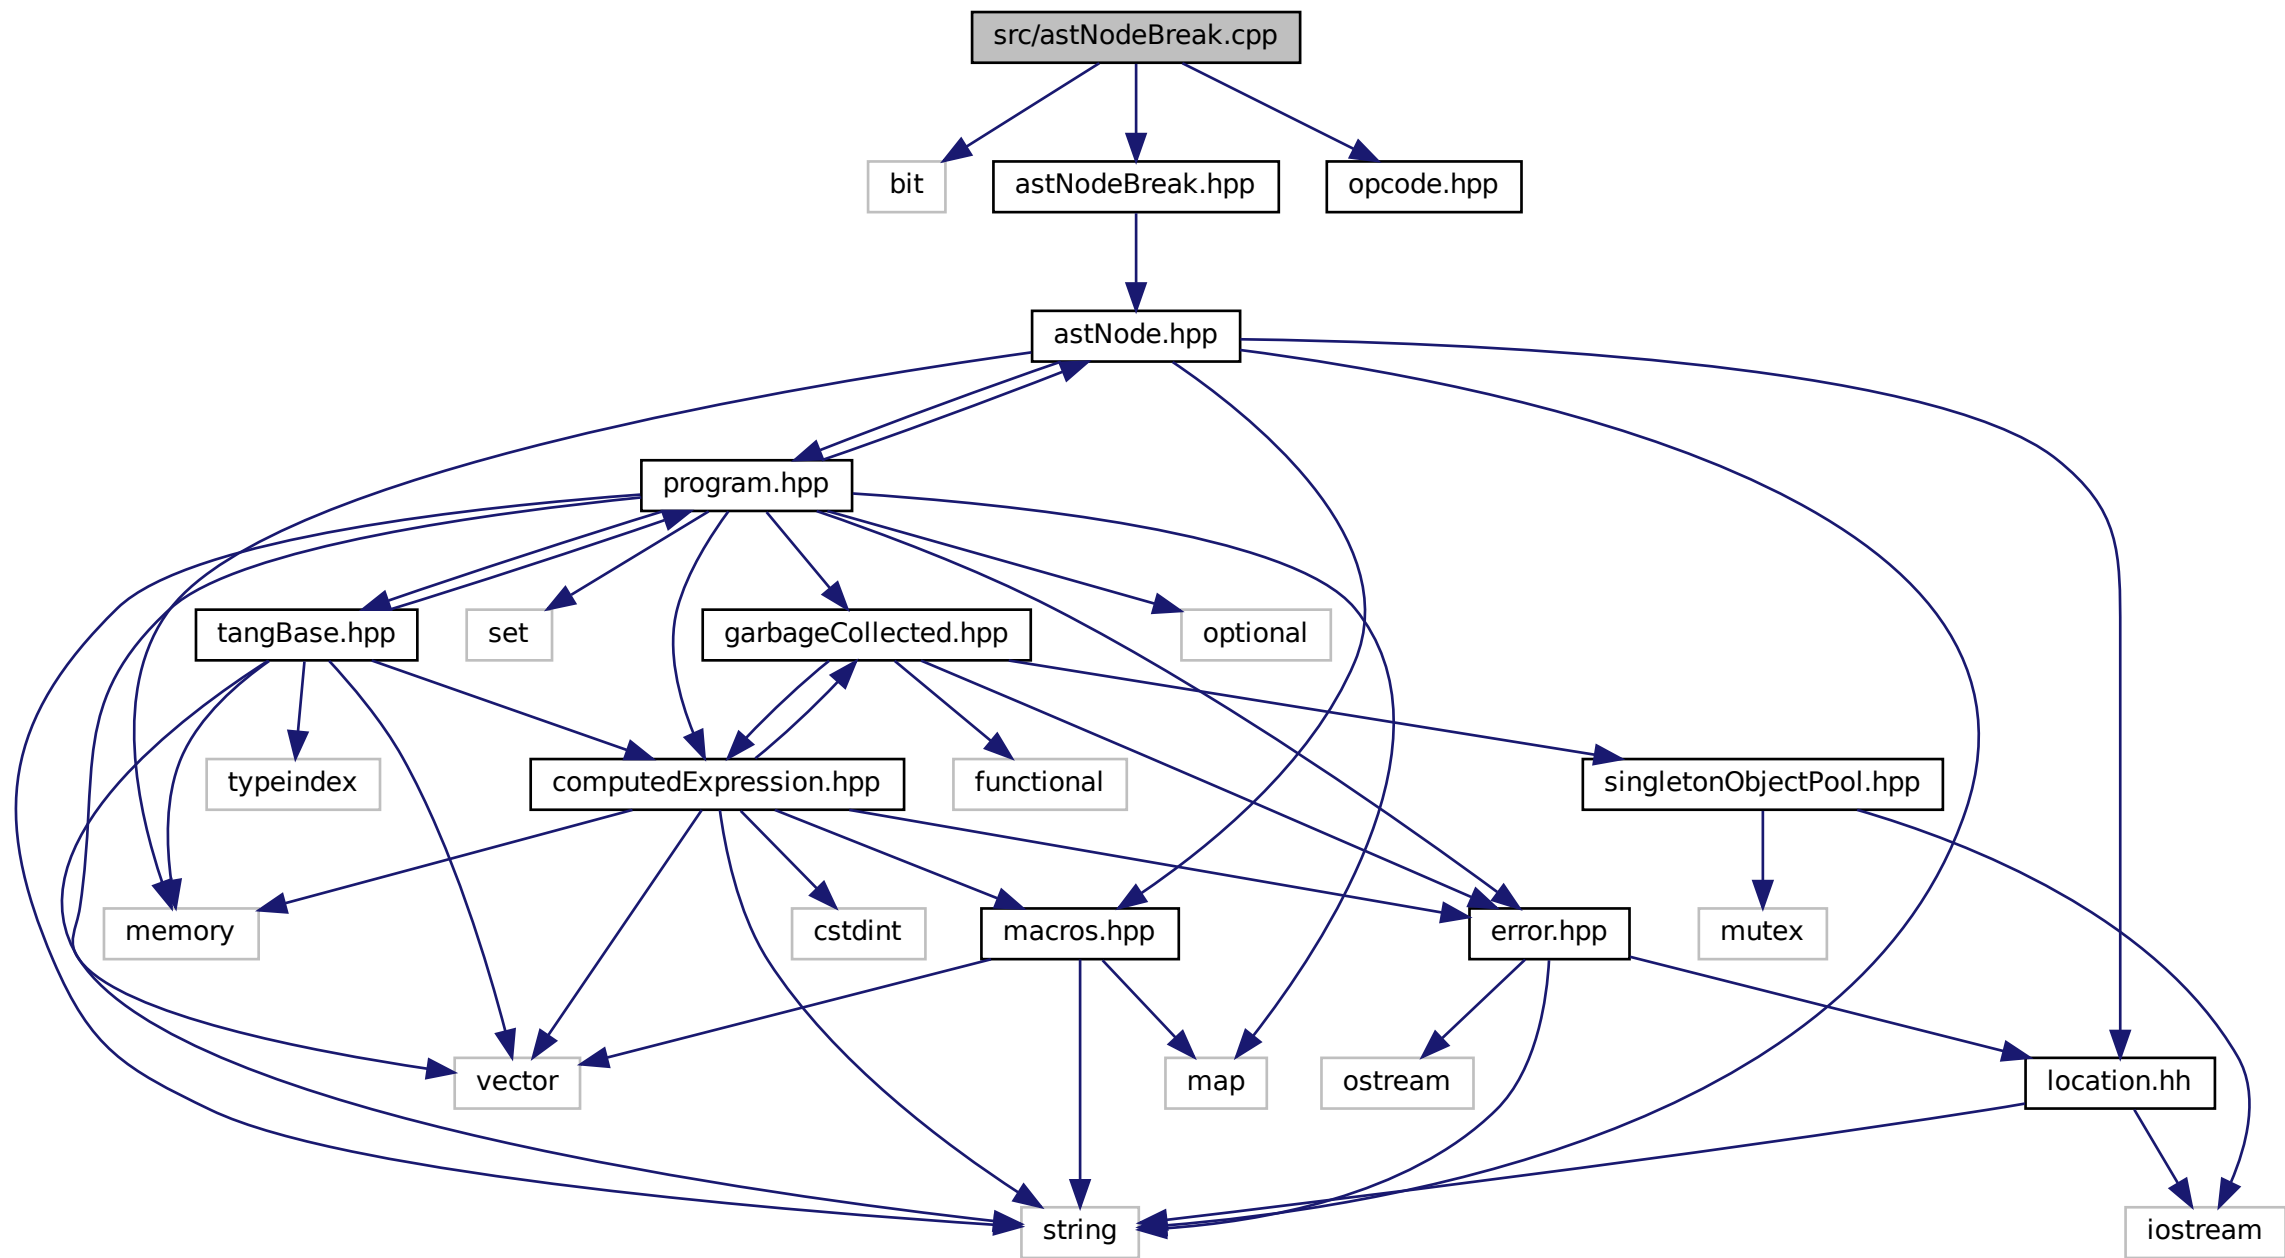 src/astNodeBreak.cpp
bit
astNodeBreak.hpp
opcode.hpp
astNode.hpp
program.hpp
tangBase.hpp
set
garbageCollected.hpp
optional
typeindex
computedExpression.hpp
functional
singletonObjectPool.hpp
memory
cstdint
macros.hpp
error.hpp
mutex
vector
map
ostream
location.hh
string
iostream